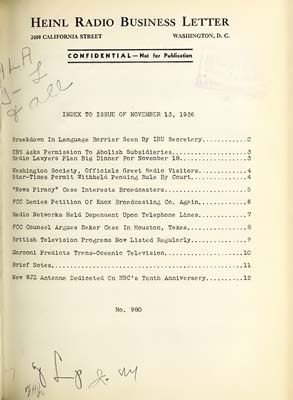 HEINL RADIO BUSINESS LETTER
2400 CALIFORNIA STREET WASHINGTON, D. C.
CONFIDENTIAL — Not for Publication
INDEX TO ISSUE OF NOVEMBER 13, 1936
Breakdown In Language Barrier Seen By IBU Secretary............2
CBS Asks Permission To Abolish Subsidiaries....................3
Radio Lawyers Plan Big Dinner For November 18..................3
Washington Society, Officials Greet Radio Visitors.............4
Star-Times Permit Withheld Pending Rule By Court...............4
"News Piracy" Case Interests Broadcasters......................5
FCC Denies Petition Of Knox Broadcasting Co. Again.............6
Radio Networks Held Dependent Upon Telephone Lines.............7
FCC Counsel Argues Baker Case In Houston, Texas................8
British Television Programs Now Listed Regularly...............9
Marconi Predicts Trans-Oceanic Television.....................10
Brief Notes...................................................11
New WJZ Antenna Dedicated On NBC's Tenth Anniversary..........12
No. 980